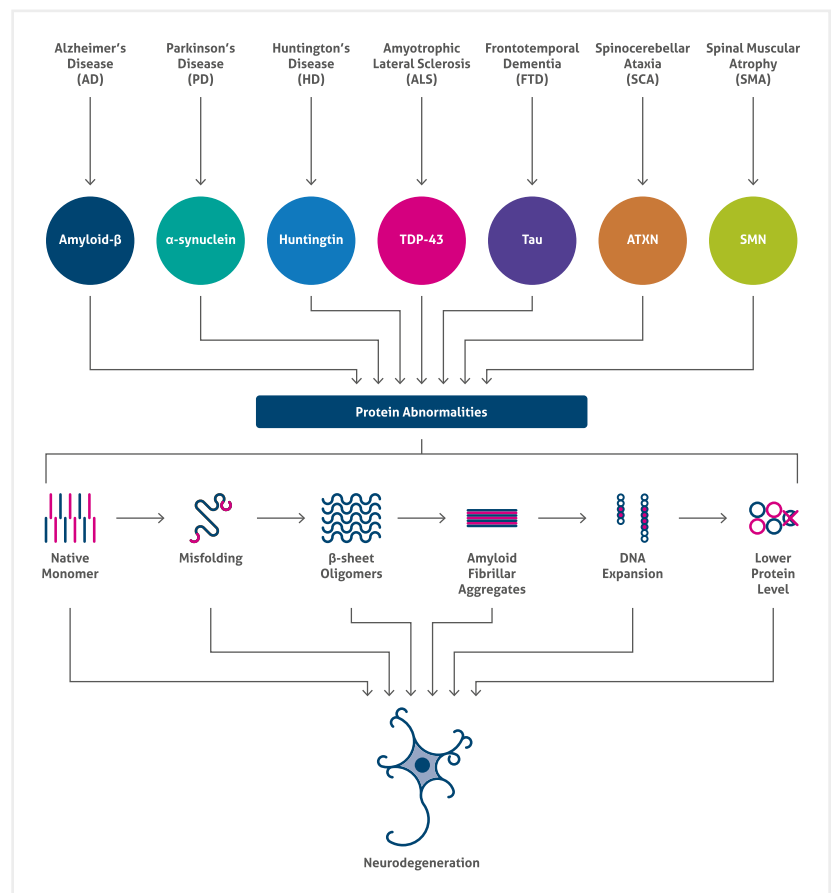 Alzheimer's
Disease
(AD)
Parkinson's
Disease
(PD)
Huntington's
Disease
(HD)
Amyotrophic
Lateral Sclerosis
(ALS)
Frontotemporal
Dementia
(FTD)
Spinocerebellar
Ataxia
(SCA)
Spinal Muscular
Atrophy
(SMA)
Amyloid-β
α-synuclein
Huntingtin
TDP-43
Tau
ATXN
SMN
Protein Abnormalities
Native
Monomer
Misfolding
β-sheet
Oligomers
Amyloid
Fibrillar
Aggregates
DNA
Expansion
Lower
Protein
Level
Neurodegeneration